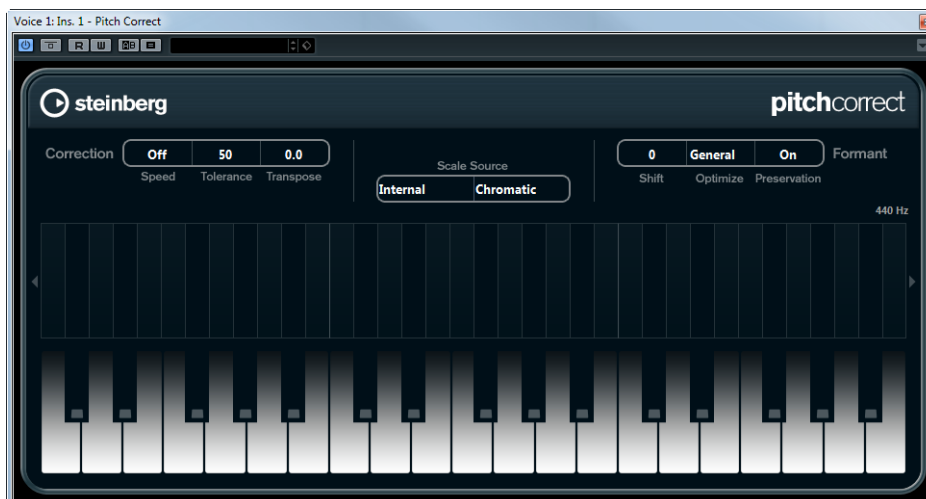 Voice 1: Ins. 1 - Pitch Correct
R W
steinberg
pitchcorrect
Correction Off 50 0.0
Speed Tolerance Transpose
Scale Source
Internal Chromatic
0 General On Formant
Shift Optimize Preservation
440 Hz